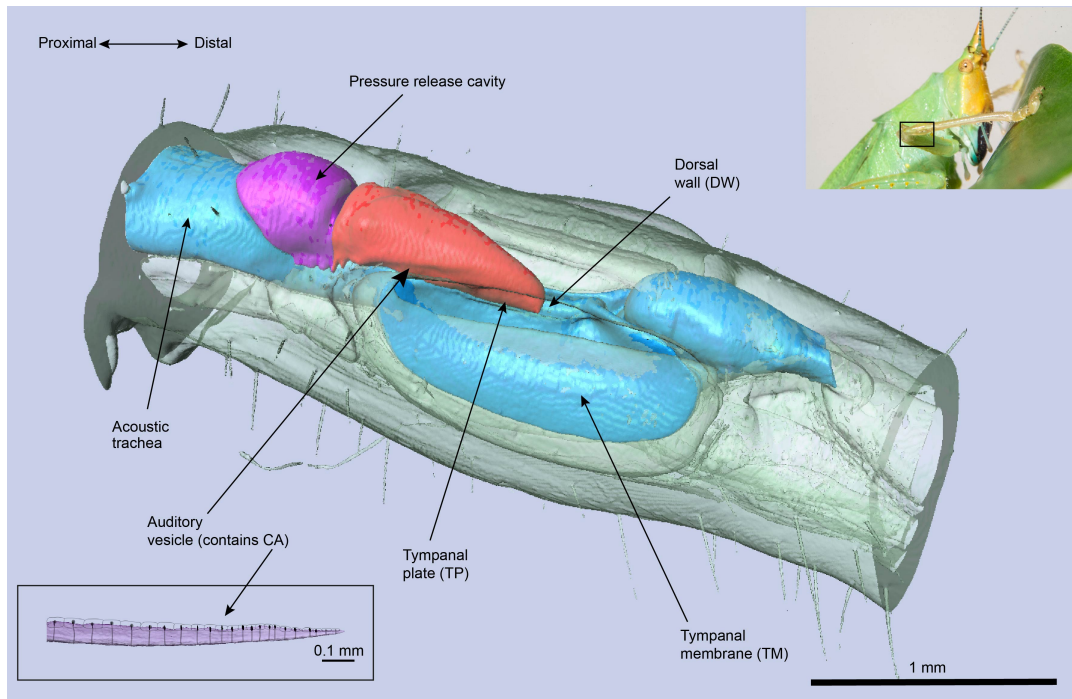 Proximal
Distal
Pressure release cavity
Dorsal
wall (DW)
Acoustic
trachea
Auditory
vesicle (contains CA)
Tympanal
plate (TP)
Tympanal
membrane (TM)
0.1 mm
1 mm